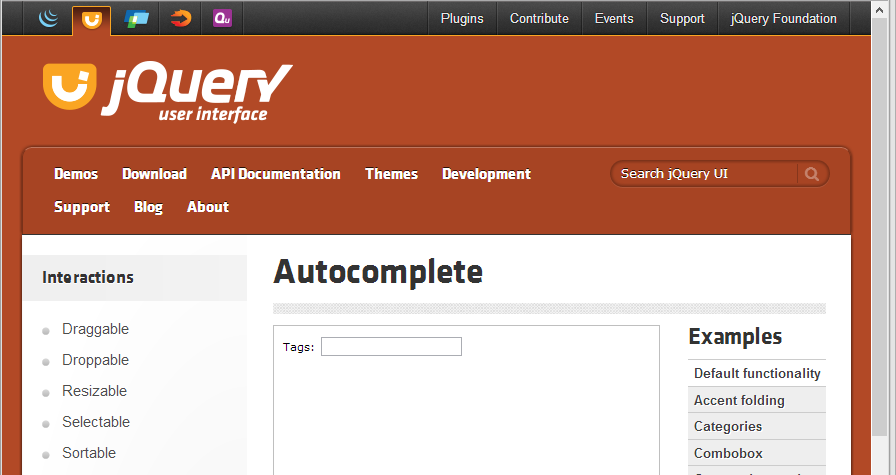 Qu
Plugins Contribute Events Support jQuery Foundation
jQuery
user interface
Demos Download API Documentation Themes Development
Search jQuery UI
Support Blog About
Interactions
Draggable
Droppable
Resizable
Selectable
Sortable
Autocomplete
Tags:
Examples
Default functionality
Accent folding
Categories
Combobox